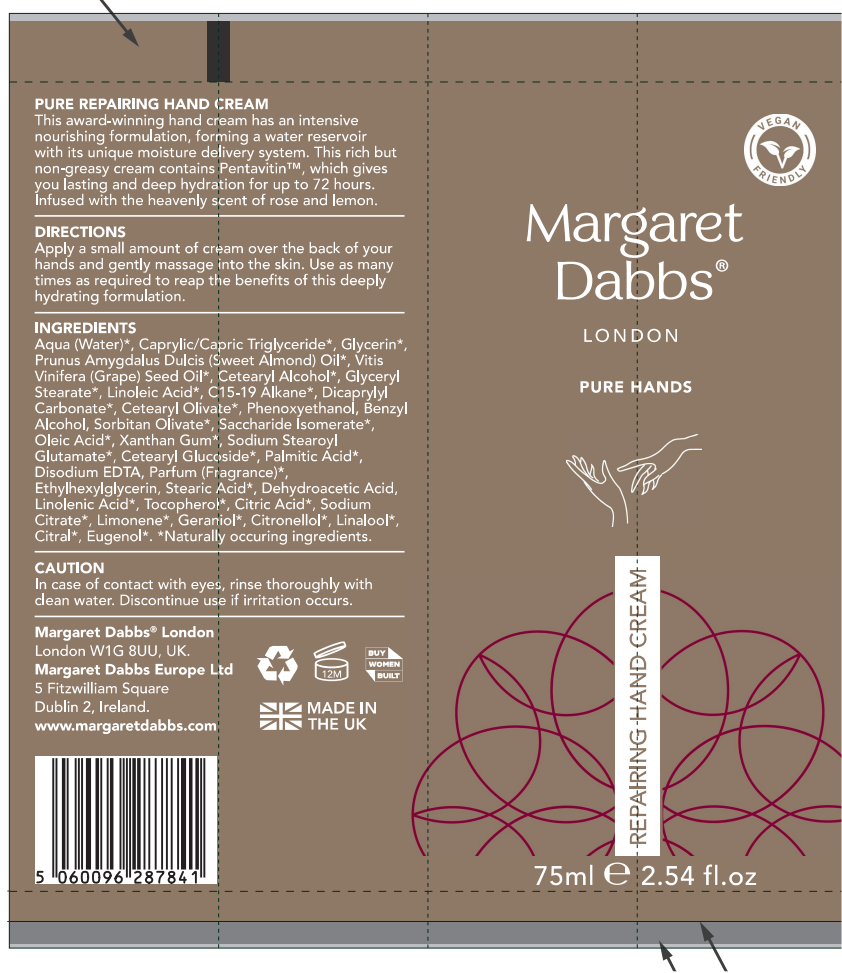 PURE REPAIRING HAND CREAM
This award-winning hand cream has an intensive
nourishing formulation, forming a water reservoir
with its unique moisture delivery system. This rich but
non-greasy cream contains Pentavitin™, which gives
you lasting and deep hydration for up to 72 hours.
Infused with the heavenly scent of rose and lemon.
DIRECTIONS
Apply a small amount of cream over the back of your
hands and gently massage into the skin. Use as many
times as required to reap the benefits of this deeply
hydrating formulation.
INGREDIENTS
Aqua (Water)*, Caprylic/Capric Triglyceride*, Glycerin*,
Prunus Amygdalus Dulcis (Sweet Almond) Oil*, Vitis
Vinifera (Grape) Seed Oil*, Cetearyl Alcohol*, Glyceryl
Stearate*, Linoleic Acid*, C15-19 Alkane*, Dicaprylyl
Carbonate*, Cetearyl Olivate*, Phenoxyethanol, Benzyl
Alcohol, Sorbitan Olivate*, Saccharide Isomerate*,
Oleic Acid*, Xanthan Gum*, Sodium Stearoyl
Glutamate*, Cetearyl Glucoside*, Palmitic Acid*,
Disodium EDTA, Parfum (Fragrance)*,
Ethylhexylglycerin, Stearic Acid*, Dehydroacetic Acid,
Linolenic Acid*, Tocopherol*, Citric Acid*, Sodium
Citrate*, Limonene*, Geraniol*, Citronellol*, Linalool*,
Citral*, Eugenol*. *Naturally occuring ingredients.
CAUTION
In case of contact with eyes, rinse thoroughly with
clean water. Discontinue use if irritation occurs.
Margaret Dabbs® London
London W1G 8UU, UK.
Margaret Dabbs Europe Ltd
5 Fitzwilliam Square
Dublin 2, Ireland.
www.margaretdabbs.com
12M
BUY
WOMEN
BUILT
MADE IN
THE UK
5 060096 287841
VEGAN
FRIENDLY
Margaret
Dabbs®
LONDON
PURE HANDS
REPAIRING HAND CREAM
75ml ℮ 2.54 fl.oz